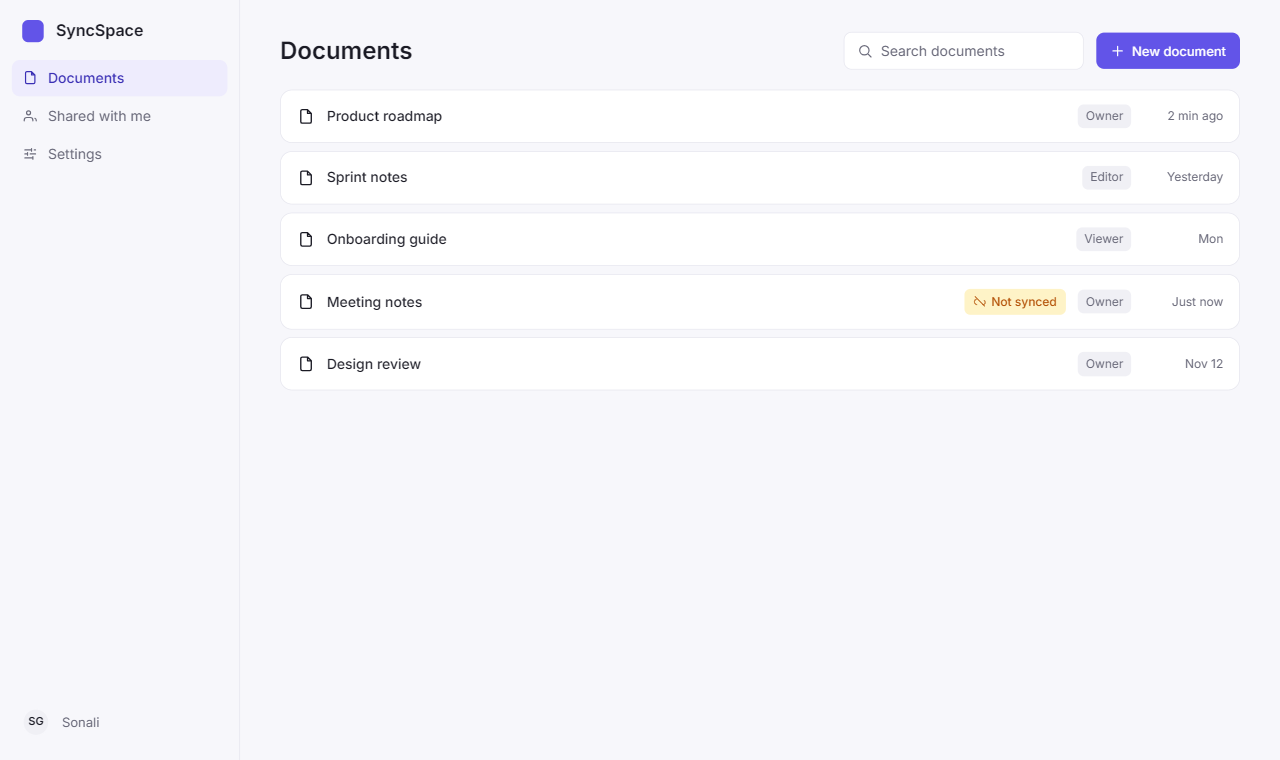 SyncSpace
Documents
Shared with me
Settings
SG Sonali
Documents
Search documents
New document
Product roadmap Owner 2 min ago
Sprint notes Editor Yesterday
Onboarding guide Viewer Mon
Meeting notes Not synced Owner Just now
Design review Owner Nov 12